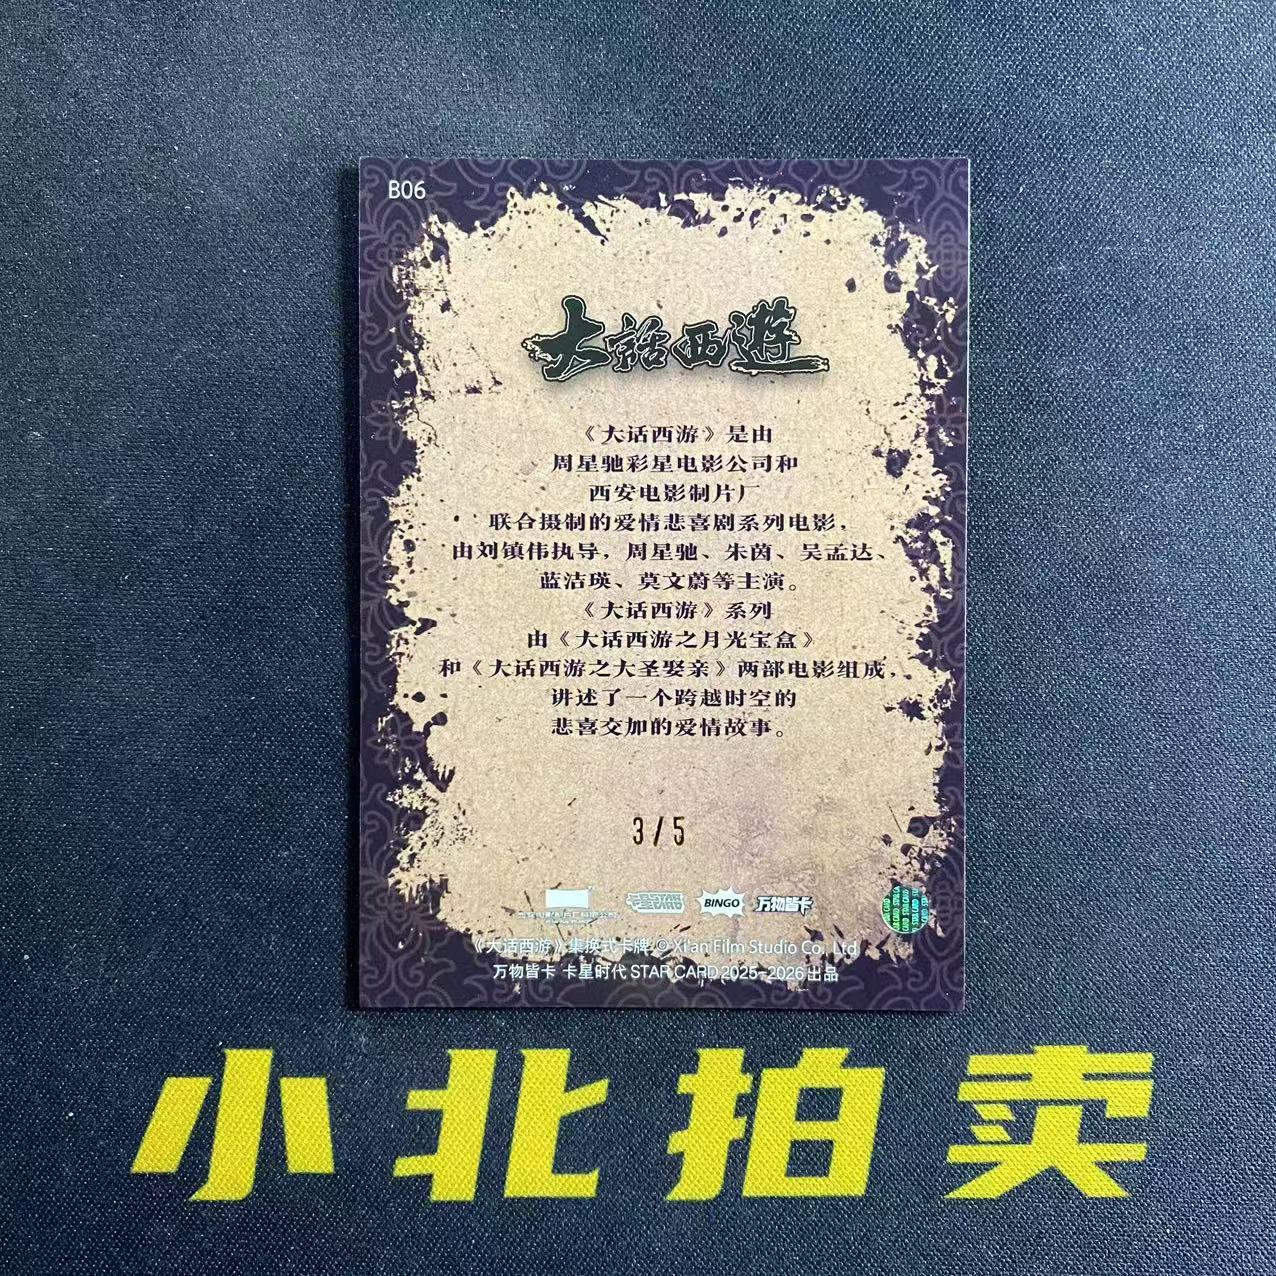 B06
大話西遊
《大话西游》是由
周星驰彩星电影公司和
西安电影制片厂
联合摄制的爱情悲喜剧系列电影，
由刘镇伟执导，周星驰、朱茵、吴孟达、
蓝洁瑛、莫文蔚等主演。
《大话西游》系列
由《大话西游之月光宝盒》
和《大话西游之大圣娶亲》两部电影组成，
讲述了一个跨越时空的
悲喜交加的爱情故事。
3/5
BINGO 万物皆卡
《大话西游》集换式卡牌 © Xi'an Film Studio Co., Ltd
万物皆卡 卡星时代 STAR CARD 2025-2026 出品
小北拍卖